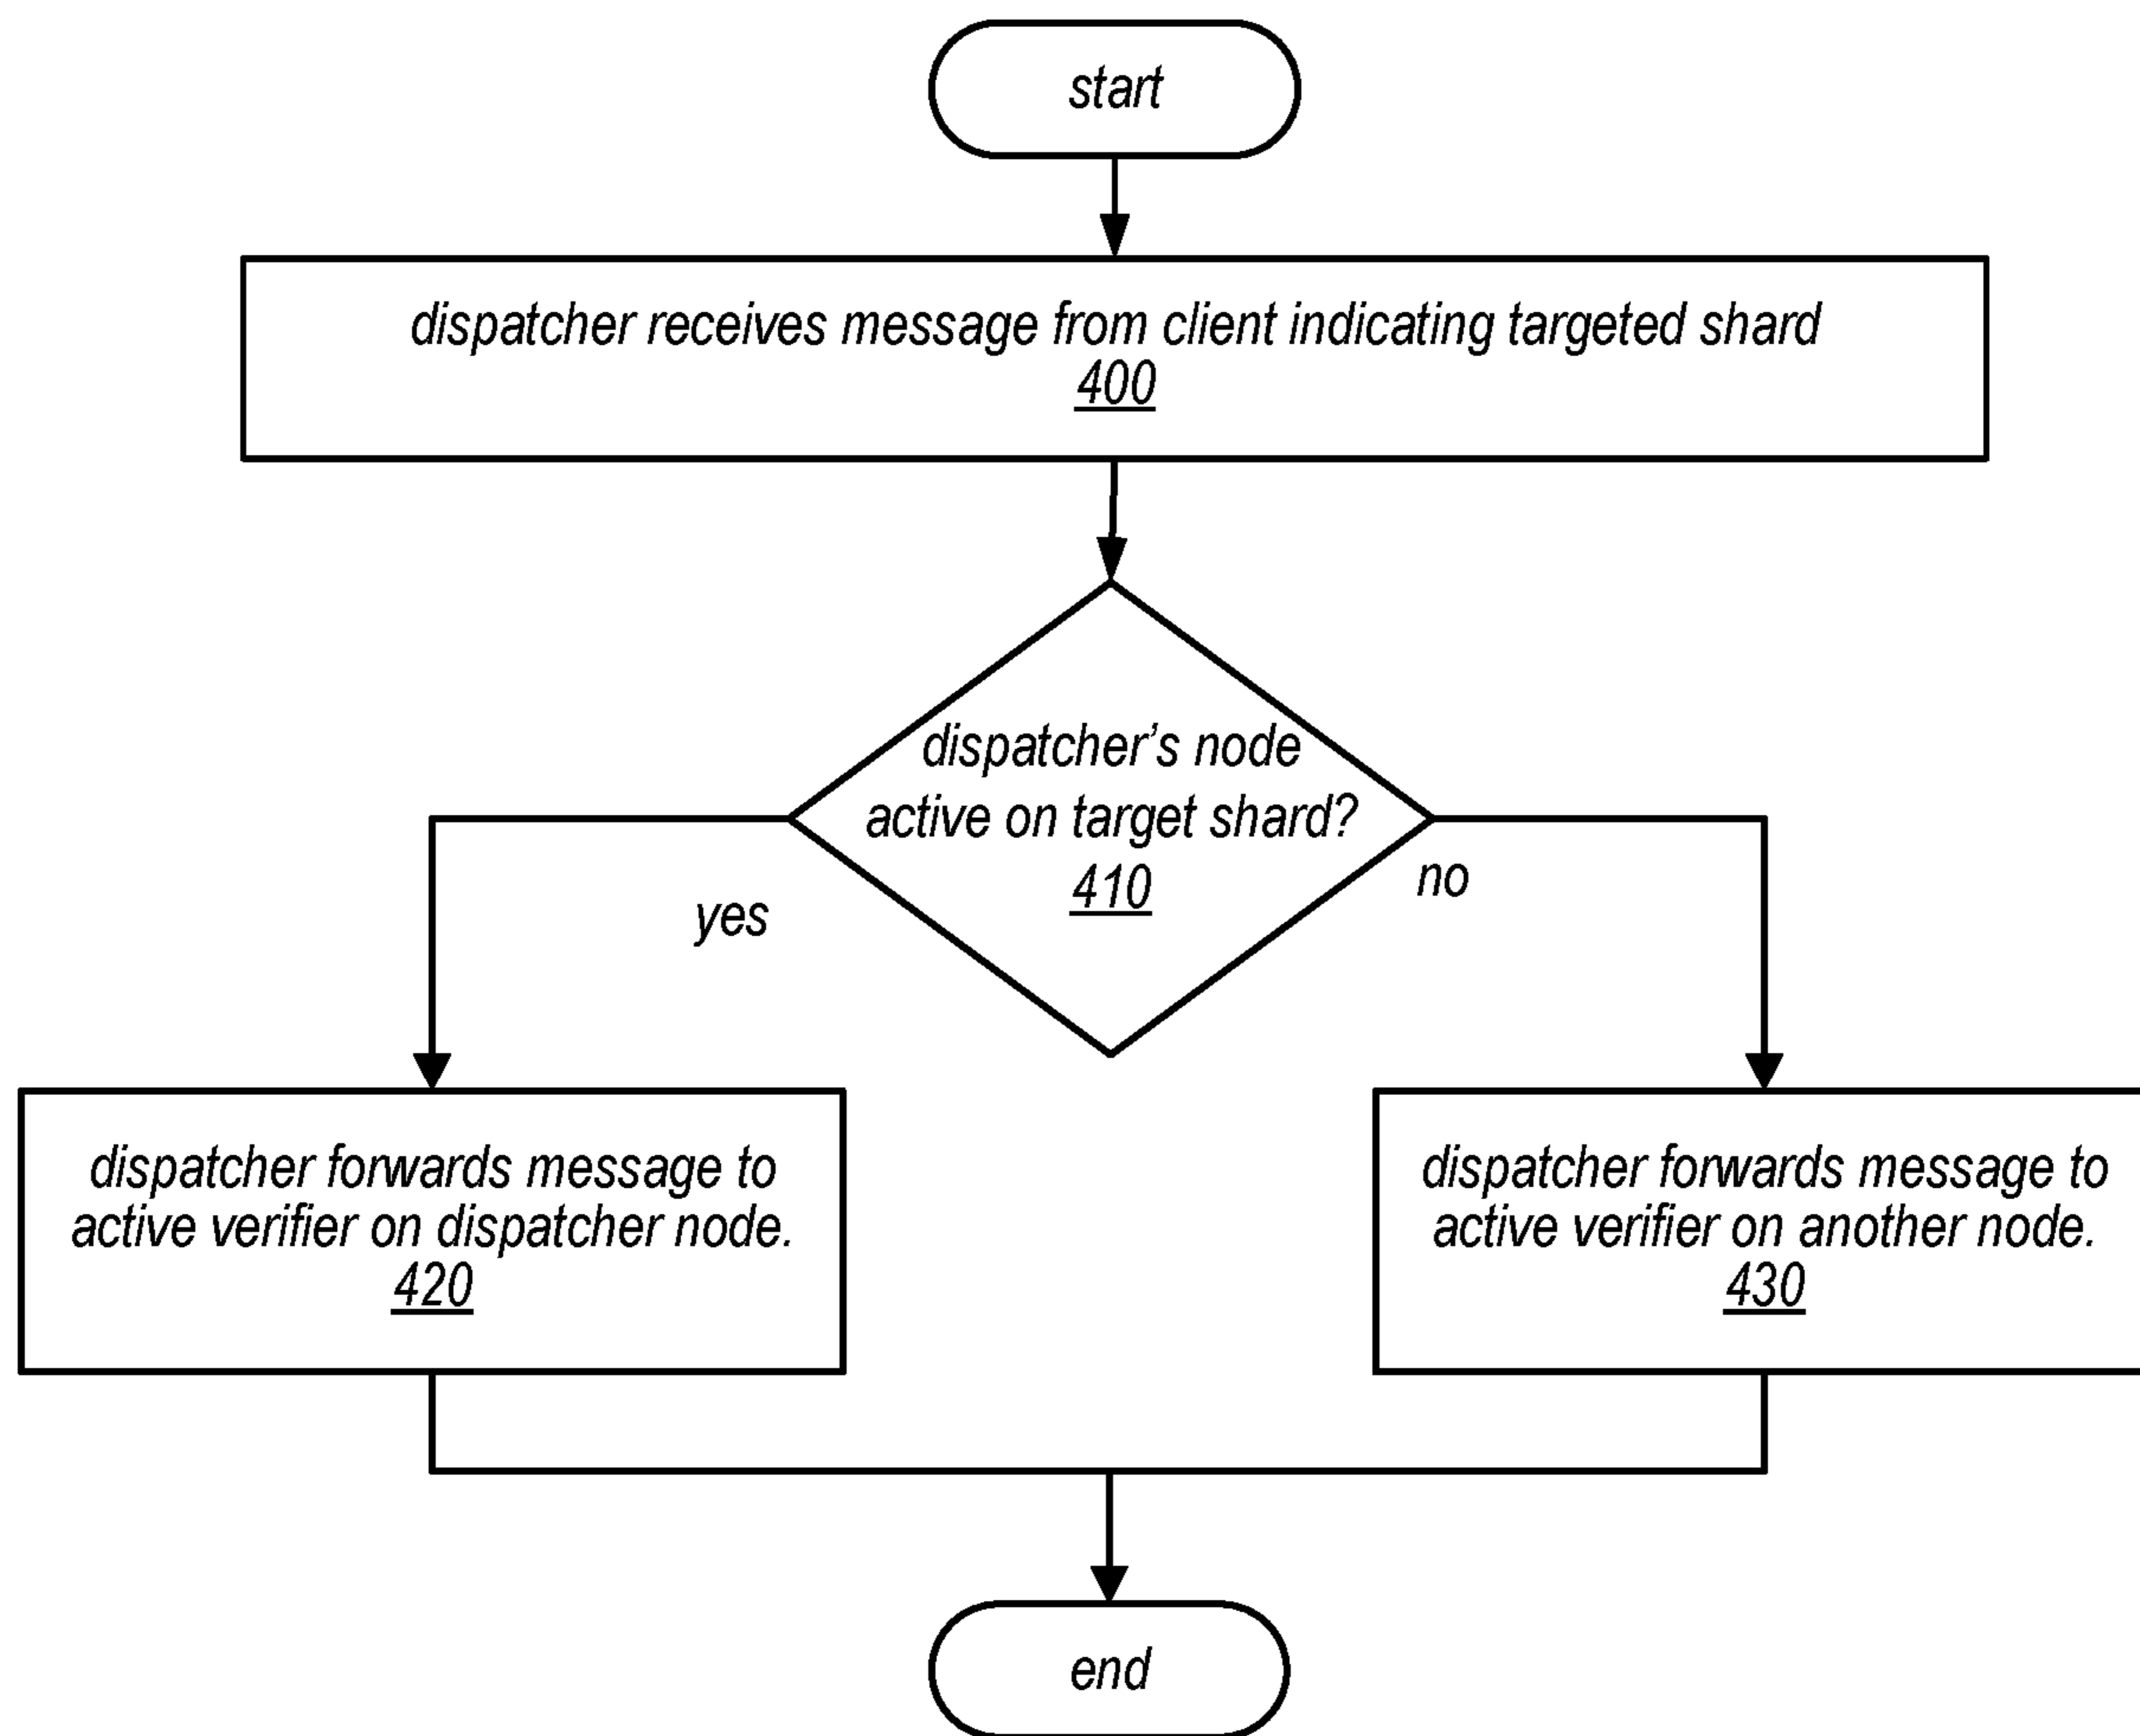 start
dispatcher receives message from client indicating targeted shard
400
dispatcher’s node
active on target shard?
410
yes
no
dispatcher forwards message to
active verifier on dispatcher node.
420
dispatcher forwards message to
active verifier on another node.
430
end